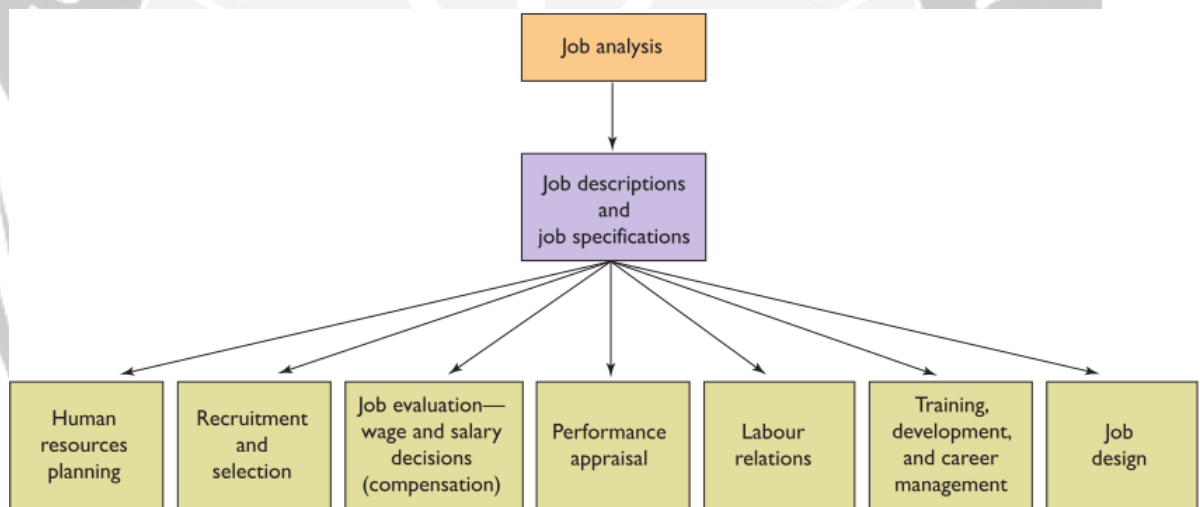 Job analysis
Job descriptions
and
job specifications
Human
resources
planning
Recruitment
and
selection
Job evaluation—
wage and salary
decisions
(compensation)
Performance
appraisal
Labour
relations
Training,
development,
and career
management
Job
design